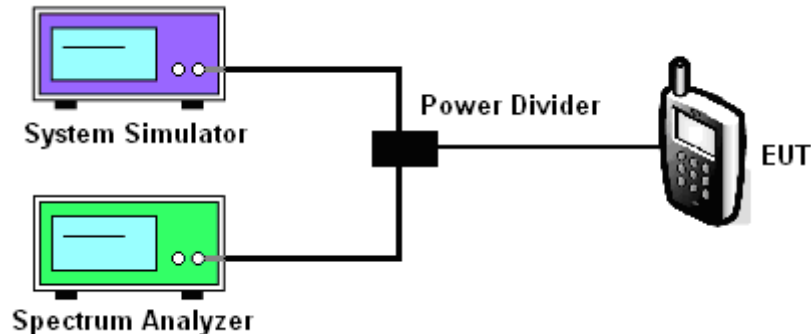 System Simulator
Power Divider
EUT
Spectrum Analyzer